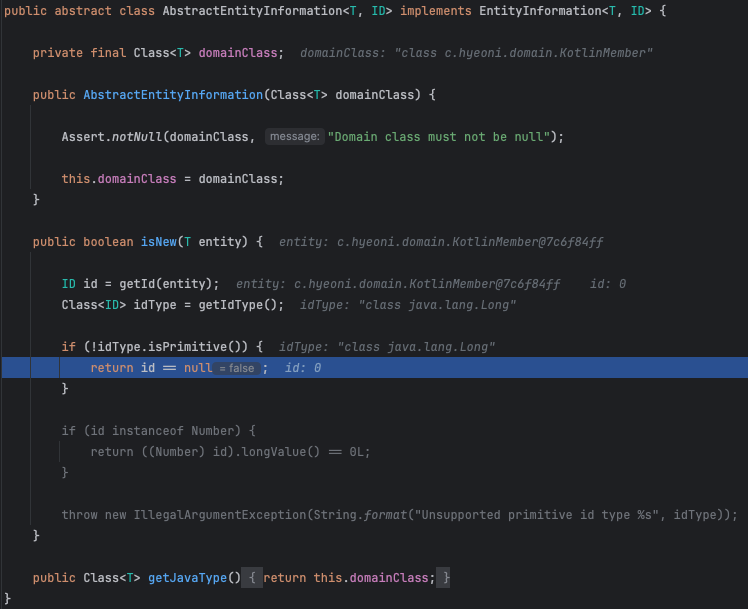 public abstract class AbstractEntityInformation<T, ID> implements EntityInformation<T, ID> {
private final Class<T> domainClass;  domainClass: "class c.hyeoni.domain.KotlinMember"
public AbstractEntityInformation(Class<T> domainClass) {
Assert.notNull(domainClass, message: "Domain class must not be null");
this.domainClass = domainClass;
}
public boolean isNew(T entity) {  entity: c.hyeoni.domain.KotlinMember@7c6f84ff
ID id = getId(entity);  entity: c.hyeoni.domain.KotlinMember@7c6f84ff    id: 0
Class<ID> idType = getIdType();  idType: "class java.lang.Long"
if (!idType.isPrimitive()) {  idType: "class java.lang.Long"
return id == null = false ;  id: 0
}
if (id instanceof Number) {
return ((Number) id).longValue() == 0L;
}
throw new IllegalArgumentException(String.format("Unsupported primitive id type %s", idType));
}
public Class<T> getJavaType() { return this.domainClass; }
}